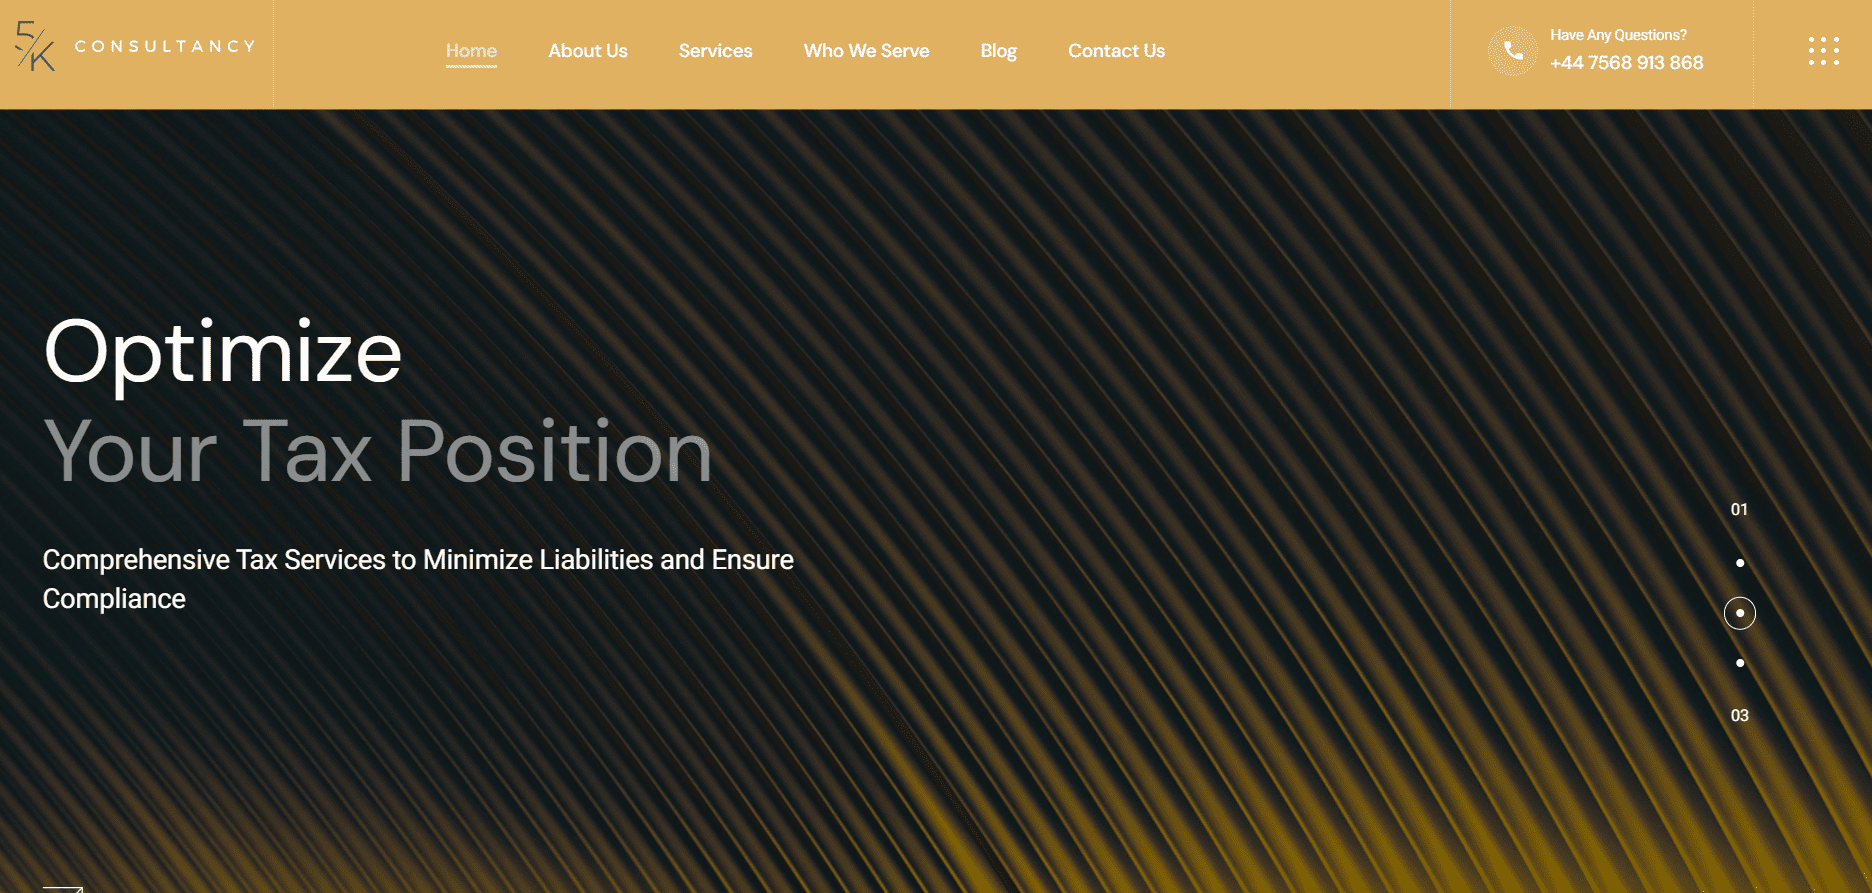 5K CONSULTANCY
Home About Us Services Who We Serve Blog Contact Us
Have Any Questions?
+44 7568 913 868
Optimize
Your Tax Position
Comprehensive Tax Services to Minimize Liabilities and Ensure
Compliance
01
03